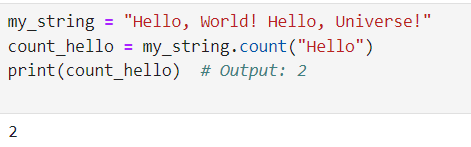 my_string = "Hello, World! Hello, Universe!"
count_hello = my_string.count("Hello")
print(count_hello)  # Output: 2
2